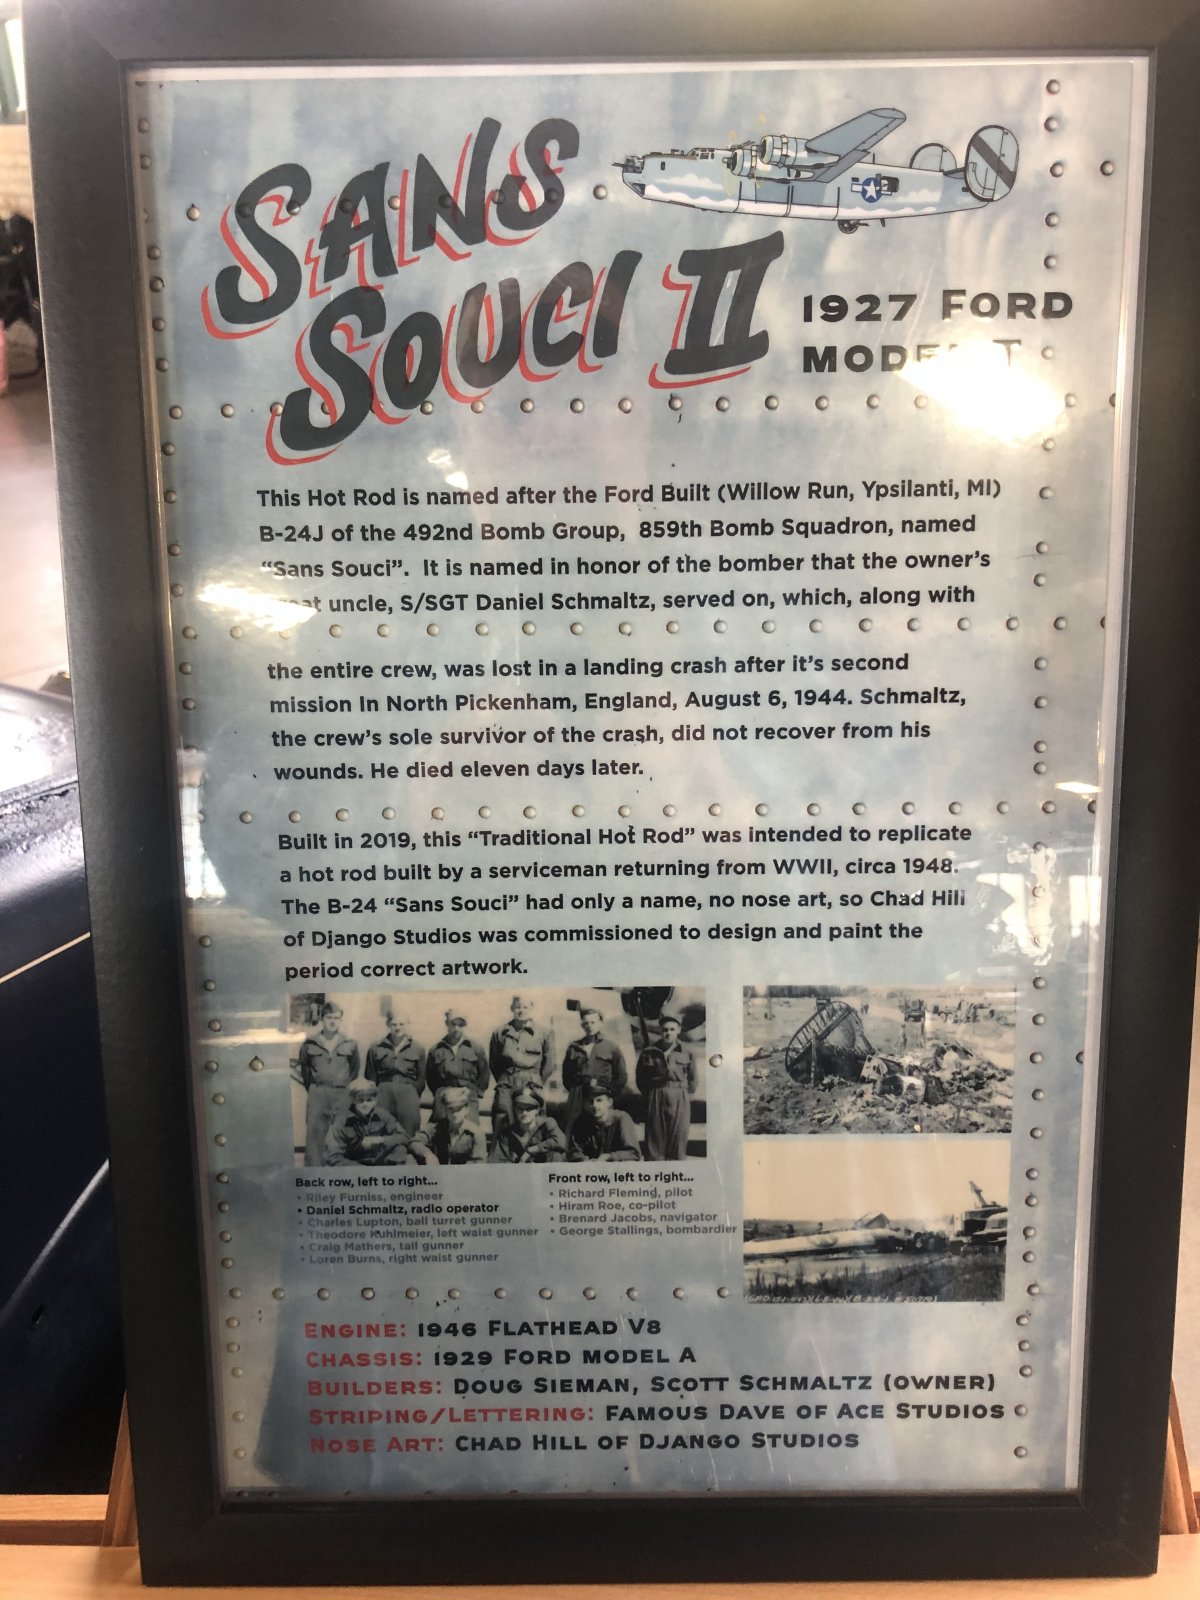 SANS
SOUCI II
1927 FORD
MODEL T
This Hot Rod is named after the Ford Built (Willow Run, Ypsilanti, MI)
B-24J of the 492nd Bomb Group, 859th Bomb Squadron, named
“Sans Souci”. It is named in honor of the bomber that the owner’s
great uncle, S/SGT Daniel Schmaltz, served on, which, along with
the entire crew, was lost in a landing crash after it’s second
mission In North Pickenham, England, August 6, 1944. Schmaltz,
the crew’s sole survivor of the crash, did not recover from his
wounds. He died eleven days later.
Built in 2019, this “Traditional Hot Rod” was intended to replicate
a hot rod built by a serviceman returning from WWII, circa 1948.
The B-24 “Sans Souci” had only a name, no nose art, so Chad Hill
of Django Studios was commissioned to design and paint the
period correct artwork.
Back row, left to right...
• Riley Furniss, engineer
• Daniel Schmaltz, radio operator
• Charles Lupton, ball turret gunner
• Theodore Kuhlmeier, left waist gunner
• Craig Mathers, tail gunner
• Loren Burns, right waist gunner
Front row, left to right...
• Richard Fleming, pilot
• Hiram Roe, co-pilot
• Brenard Jacobs, navigator
• George Stallings, bombardier
ENGINE: 1946 FLATHEAD V8
CHASSIS: 1929 FORD MODEL A
BUILDERS: DOUG SIEMAN, SCOTT SCHMALTZ (OWNER)
STRIPING/LETTERING: FAMOUS DAVE OF ACE STUDIOS
NOSE ART: CHAD HILL OF DJANGO STUDIOS